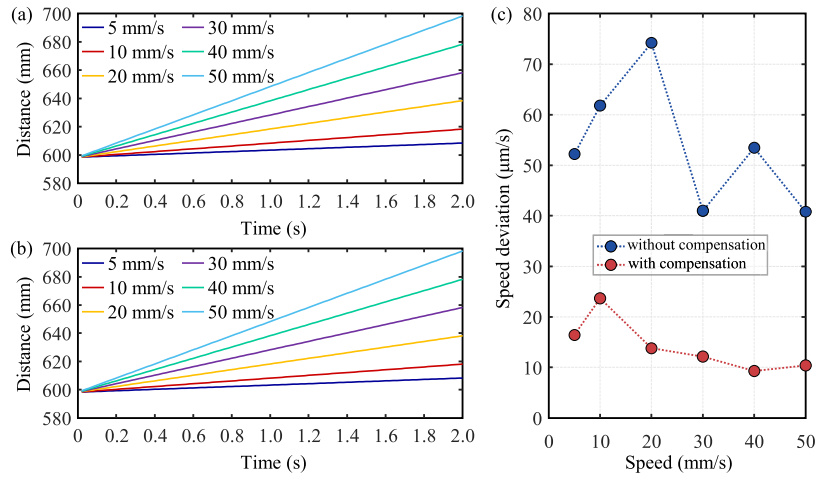 (a)
700
680
660
640
620
600
580
Distance (mm)
5 mm/s
30 mm/s
10 mm/s
40 mm/s
20 mm/s
50 mm/s
0 0.2 0.4 0.6 0.8 1.0 1.2 1.4 1.6 1.8 2.0
Time (s)
(b)
700
680
660
640
620
600
580
Distance (mm)
5 mm/s
30 mm/s
10 mm/s
40 mm/s
20 mm/s
50 mm/s
0 0.2 0.4 0.6 0.8 1.0 1.2 1.4 1.6 1.8 2.0
Time (s)
(c)
80
70
60
50
40
30
20
10
0
Speed deviation (μm/s)
without compensation
with compensation
0 10 20 30 40 50
Speed (mm/s)